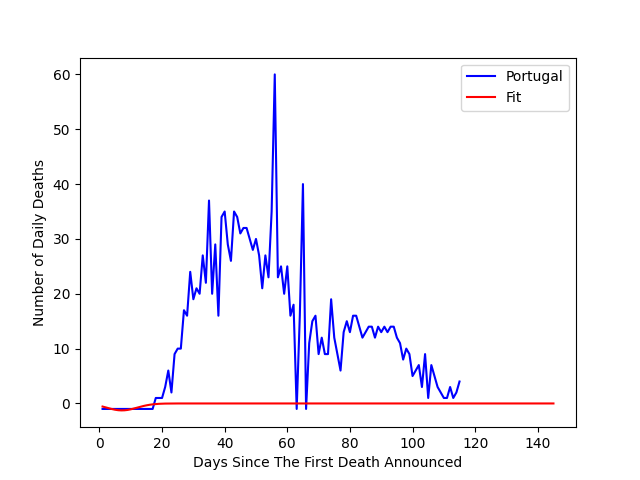 60
50
40
30
20
10
0
Number of Daily Deaths
Portugal
Fit
0 20 40 60 80 100 120 140
Days Since The First Death Announced